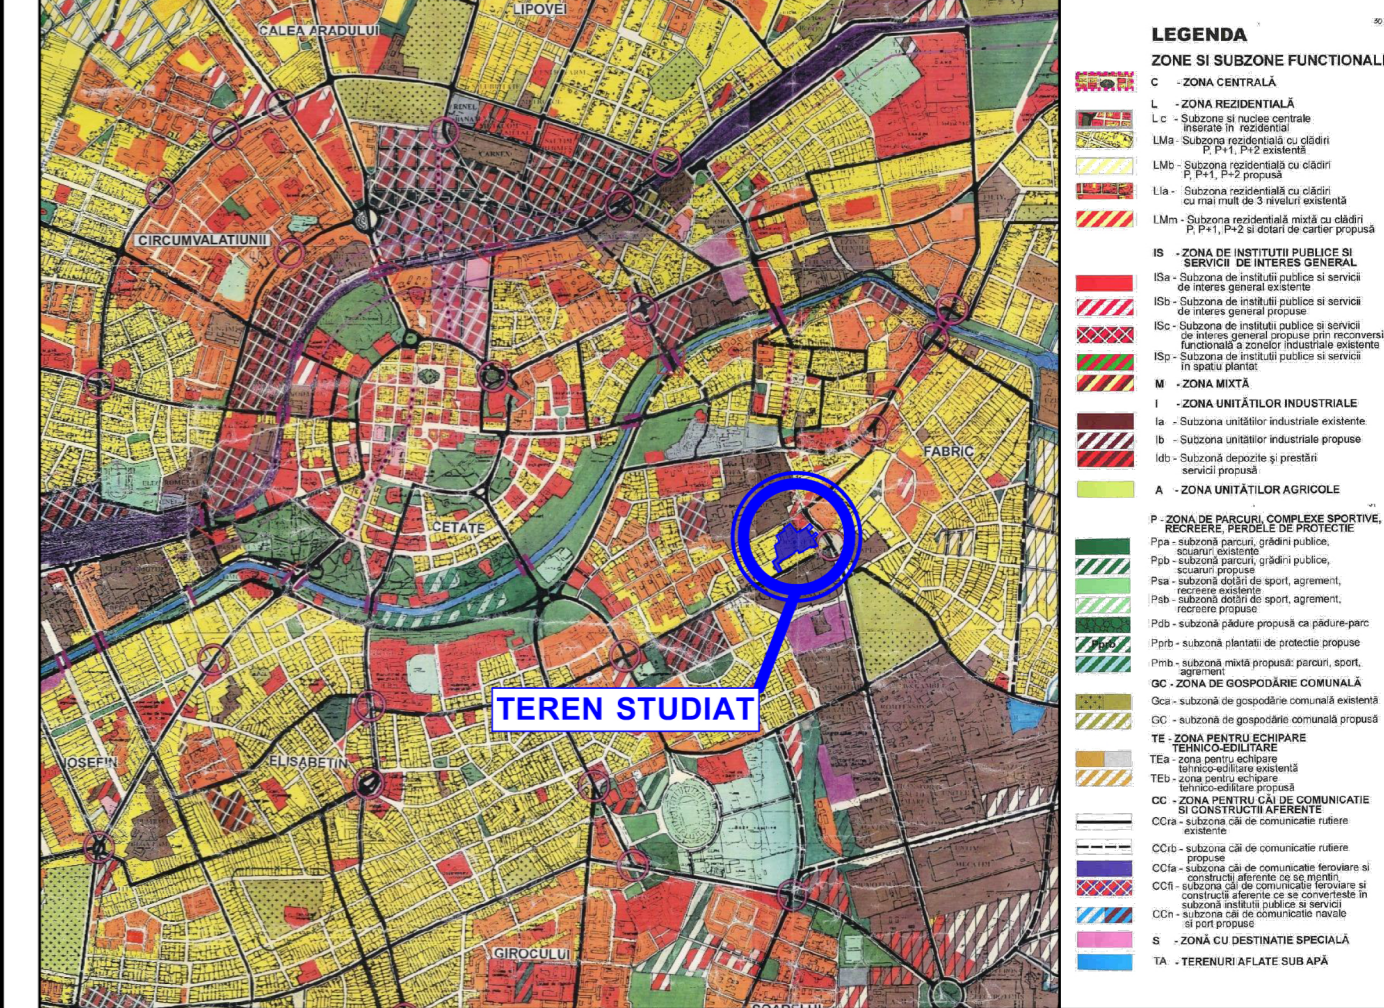 LIPOVEI
CALEA ARADULUI
CIRCUMVALATIUNII
FABRIC
CETATE
TEREN STUDIAT
IOSEFIN
ELISABETIN
GIROCULUI
LEGENDA
ZONE SI SUBZONE FUNCTIONAL
C - ZONA CENTRALĂ
L - ZONA REZIDENTIALĂ
Lc - Subzone si nuclee centrale
inserate in rezidential
LMa - Subzona rezidentială cu clădiri
P, P+1, P+2 existentă
LMb - Subzona rezidentială cu clădiri
P, P+1, P+2 propusă
LIa - Subzona rezidentială cu clădiri
cu mai mult de 3 niveluri existentă
LMm - Subzona rezidentială mixtă cu clădiri
P, P+1, P+2 si dotari de cartier propusă
IS - ZONA DE INSTITUTII PUBLICE SI
SERVICII DE INTERES GENERAL
ISa - Subzona de institutii publice si servicii
de interes general existente
ISb - Subzona de institutii publice si servicii
de interes general propuse
ISc - Subzona de institutii publice si servicii
de interes general propuse prin reconversi
functională a zonelor industriale existente
ISp - Subzona de institutii publice si servicii
în spatiu plantat
M - ZONA MIXTĂ
I - ZONA UNITĂTILOR INDUSTRIALE
Ia - Subzona unitătilor industriale existente
Ib - Subzona unitătilor industriale propuse
Idb - Subzonă depozite şi prestări
servicii propusă
A - ZONA UNITĂTILOR AGRICOLE
P - ZONA DE PARCURI, COMPLEXE SPORTIVE,
RECREERE, PERDELE DE PROTECTIE
Ppa - subzonă parcuri, grădini publice,
scuaruri existente
Ppb - subzonă parcuri, grădini publice,
scuaruri propuse
Psa - subzonă dotări de sport, agrement,
recreere existente
Psb - subzonă dotări de sport, agrement,
recreere propuse
Pdb - subzonă pădure propusă ca pădure-parc
Pprb - subzonă plantatii de protectie propuse
Pmb - subzonă mixtă propusă: parcuri, sport,
agrement
GC - ZONA DE GOSPODĂRIE COMUNALĂ
Gca - subzonă de gospodărie comunală existentă
GC - subzonă de gospodărie comunală propusă
TE - ZONA PENTRU ECHIPARE
TEHNICO-EDILITARE
TEa - zona pentru echipare
tehnico-edilitare existentă
TEb - zona pentru echipare
tehnico-edilitare propusă
CC - ZONA PENTRU CĂI DE COMUNICATIE
SI CONSTRUCTII AFERENTE
CCra - subzona căi de comunicatie rutiere
existente
CCrb - subzona căi de comunicatie rutiere
propuse
CCfa - subzona căi de comunicatie feroviare si
constructii aferente ce se mentin
CCfi - subzona căi de comunicatie feroviare si
constructii aferente ce se converteste în
subzonă institutii publice si servicii
CCn - subzona căi de comunicatie navale
si port propuse
S - ZONĂ CU DESTINATIE SPECIALĂ
TA - TERENURI AFLATE SUB APĂ